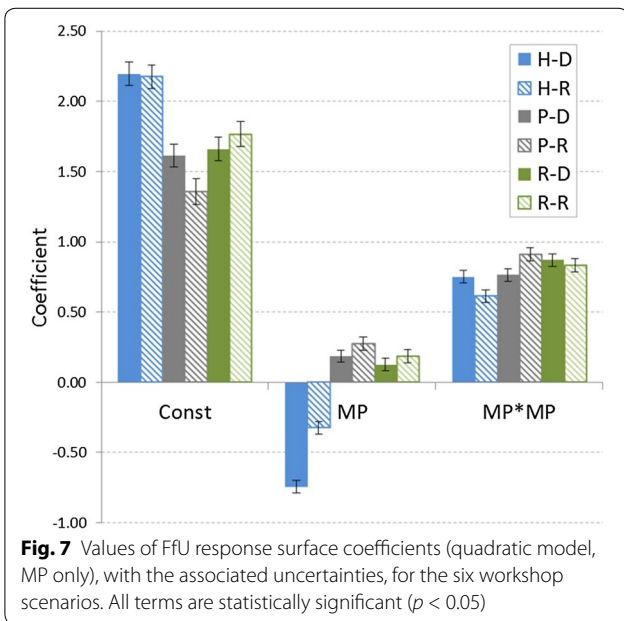 2.50
2.00
1.50
1.00
0.50
0.00
-0.50
-1.00
Coefficient
H-D
H-R
P-D
P-R
R-D
R-R
Const
MP
MP*MP
Fig. 7 Values of FfU response surface coefficients (quadratic model,
MP only), with the associated uncertainties, for the six workshop
scenarios. All terms are statistically significant (p < 0.05)